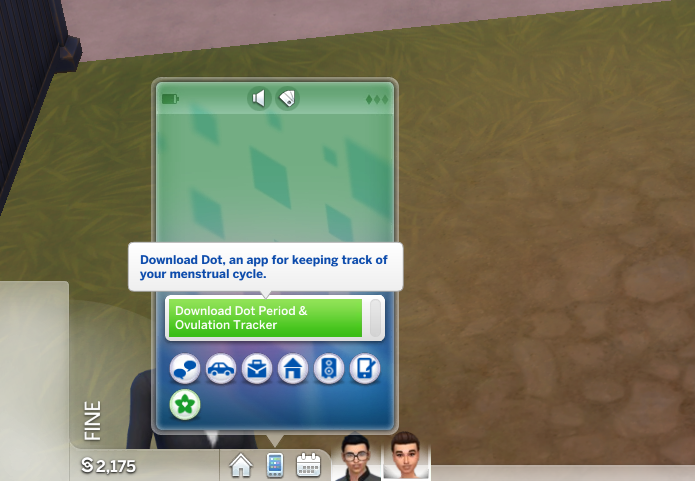 Download Dot, an app for keeping track of
your menstrual cycle.
Download Dot Period &
Ovulation Tracker
FINE
§2,175